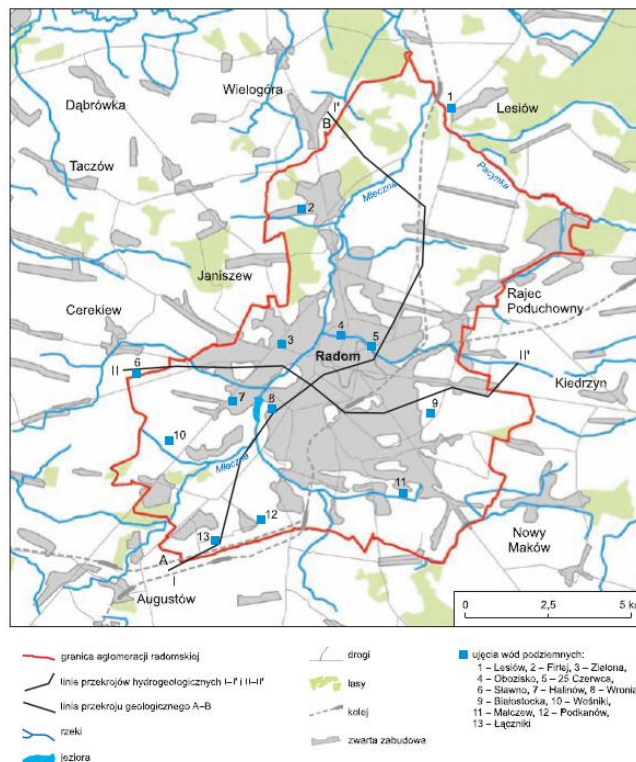 Wielogóra
I'
B
1
Dąbrówka
Lesiów
Taczów
Mleczna
Pacynka
2
Janiszew
Cerekiew
Rajec
Poduchowny
3
4
5
Radom
6
II
II'
Kiedrzyn
7
8
9
10
Mleczna
11
12
13
Nowy
Maków
A
I
Augustów
0 2,5 5 km
granica aglomeracji radomskiej
linie przekrojów hydrogeologicznych I–I' i II–II'
linie przekroju geologicznego A–B
rzeki
jeziora
drogi
lasy
kolej
zwarta zabudowa
ujęcia wód podziemnych:
1 – Lesiów, 2 – Firlej, 3 – Zielona,
4 – Obozisko, 5 – 25 Czerwca,
6 – Sławno, 7 – Halinów, 8 – Wronia
9 – Białostocka, 10 – Wośniki,
11 – Malczew, 12 – Podkanów,
13 – Łączniki